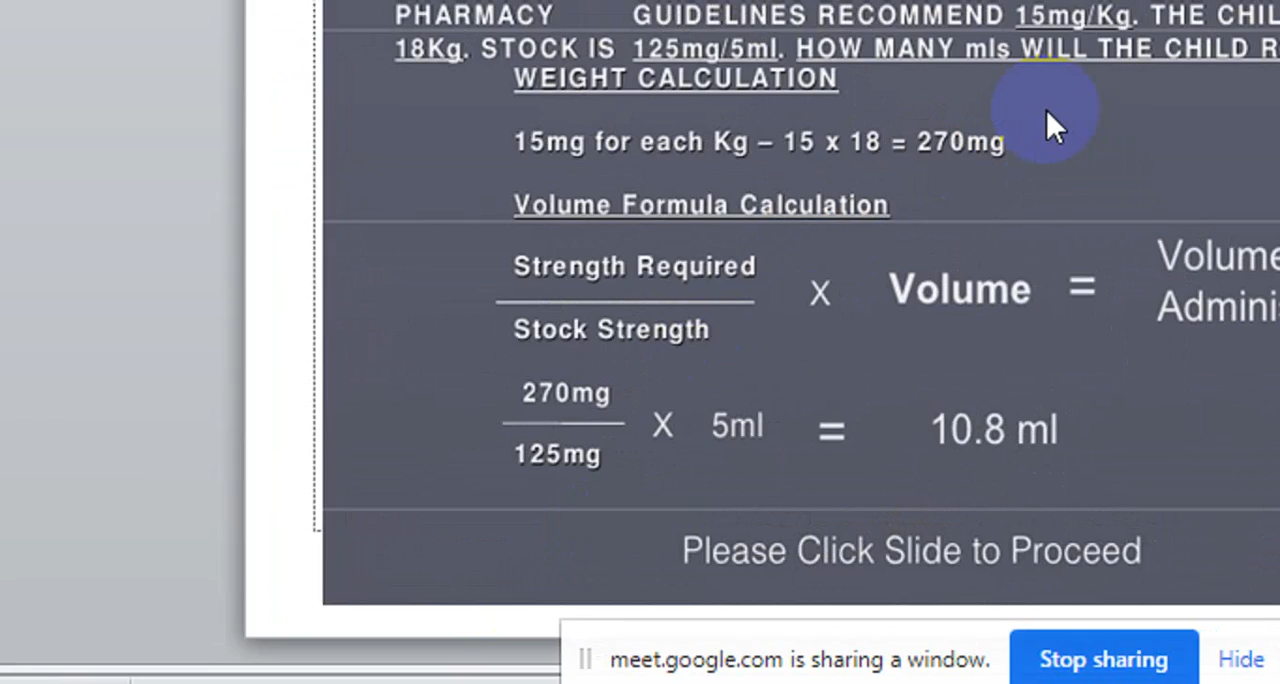 PHARMACY GUIDELINES RECOMMEND 15mg/Kg. THE CHIL
18Kg. STOCK IS 125mg/5ml. HOW MANY mls WILL THE CHILD R
WEIGHT CALCULATION
15mg for each Kg – 15 x 18 = 270mg
Volume Formula Calculation
Strength Required
Stock Strength
X Volume =
Volume
Adminis
270mg
125mg
X 5ml = 10.8 ml
Please Click Slide to Proceed
meet.google.com is sharing a window. Stop sharing Hide